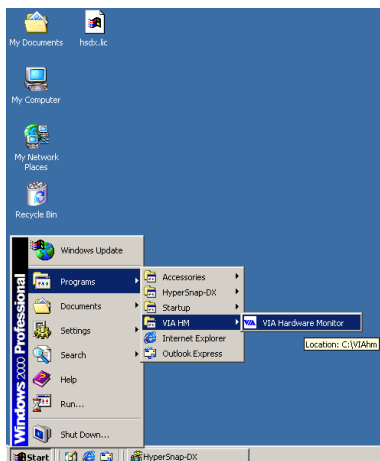 My Documents
hsdx.lic
My Computer
My Network
Places
Recycle Bin
Windows 2000 Professional
Windows Update
Programs
Documents
Settings
Search
Help
Run...
Shut Down...
Accessories
HyperSnap-DX
Startup
VIA HM
Internet Explorer
Outlook Express
VIA Hardware Monitor
Location: C:\VIAhm
Start
HyperSnap-DX